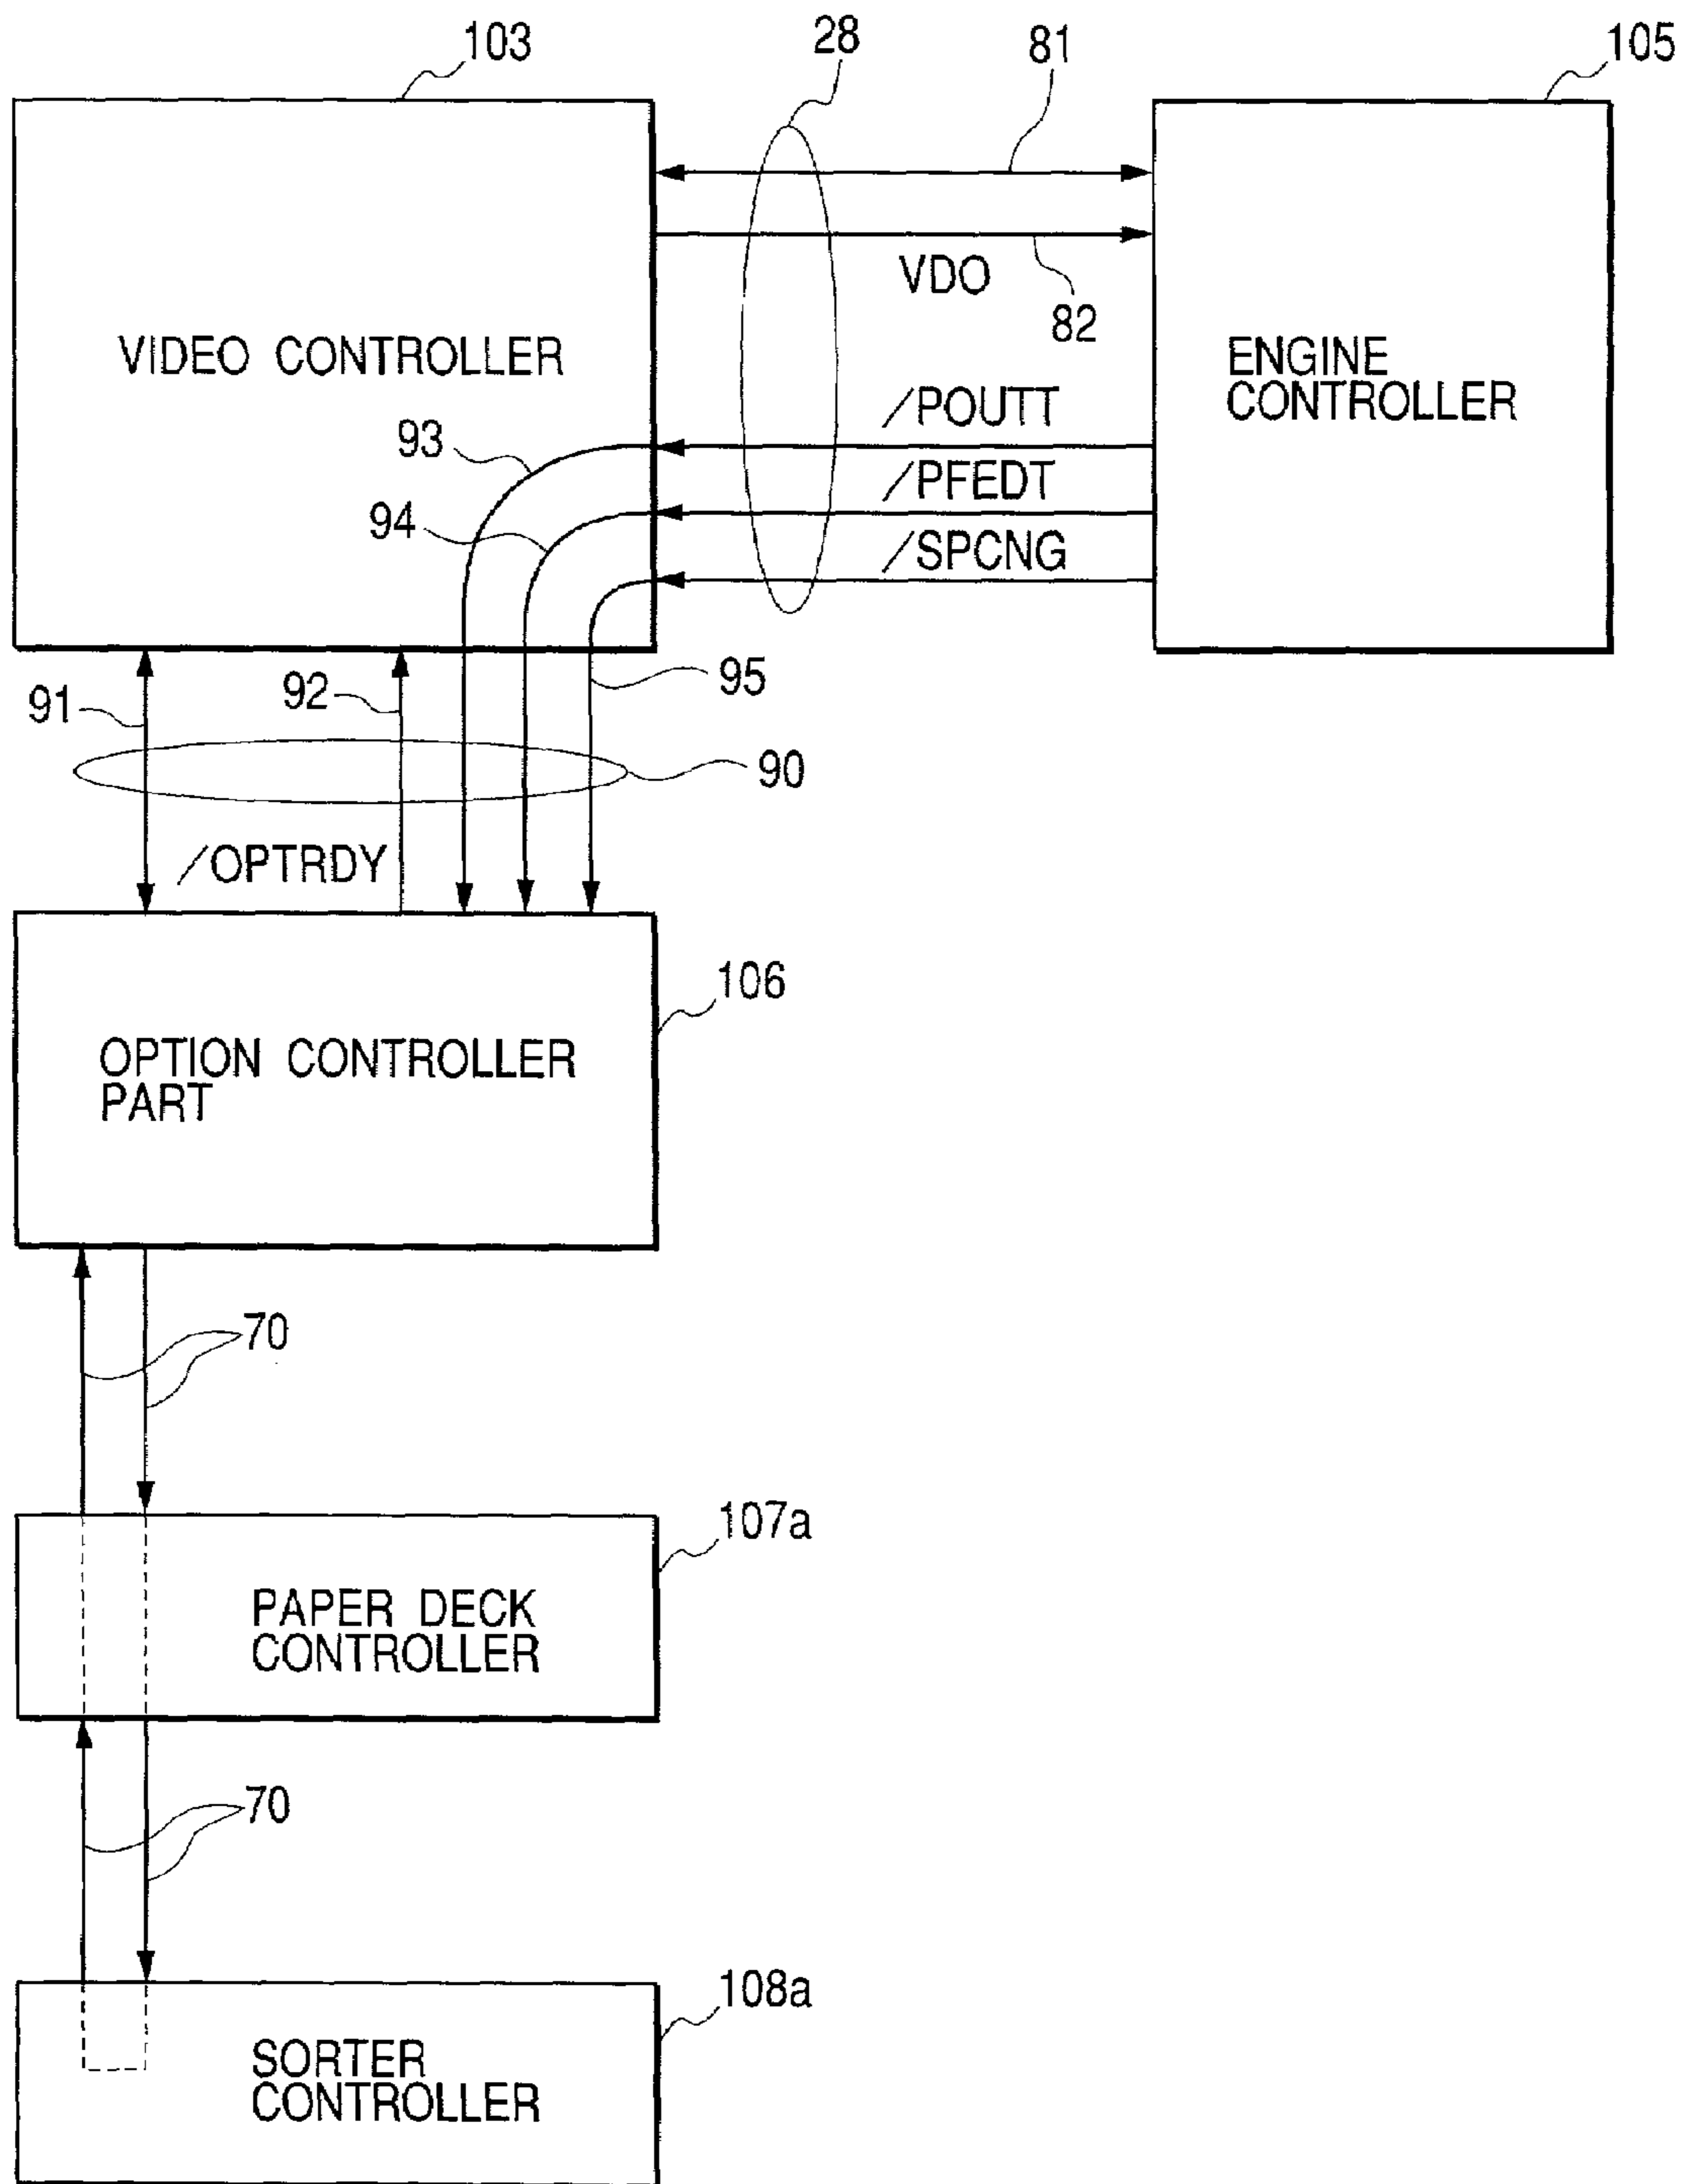 103
28
81
105
VDO
82
VIDEO CONTROLLER
ENGINE
CONTROLLER
/POUTT
93
/PFEDT
94
/SPCNG
95
91
92
90
/OPTRDY
106
OPTION CONTROLLER
PART
70
107a
PAPER DECK
CONTROLLER
70
108a
SORTER
CONTROLLER